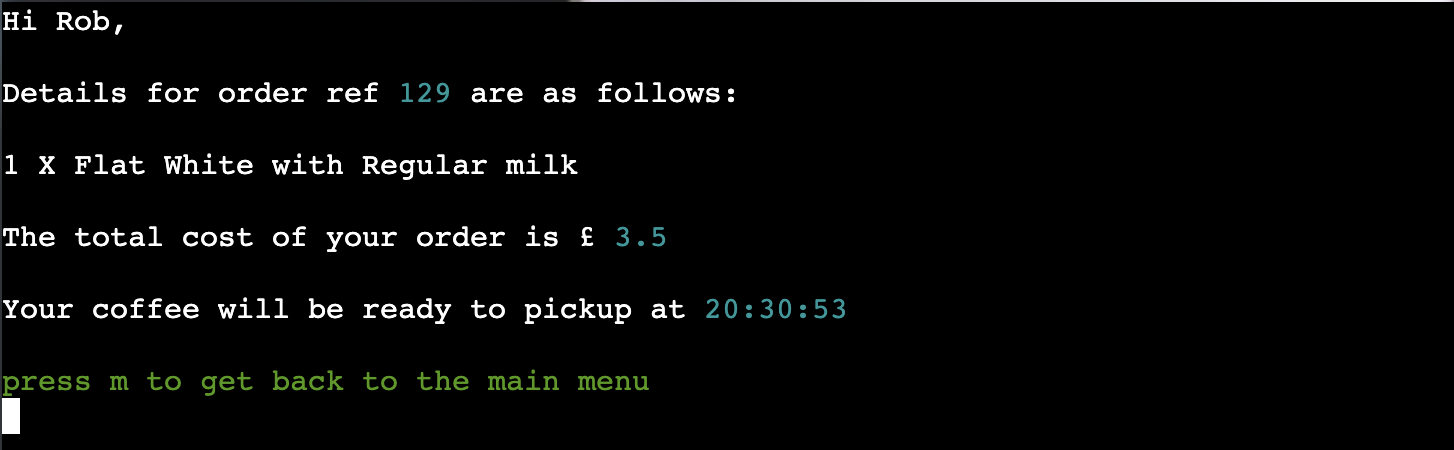 Hi Rob,
Details for order ref 129 are as follows:
1 X Flat White with Regular milk
The total cost of your order is £ 3.5
Your coffee will be ready to pickup at 20:30:53
press m to get back to the main menu